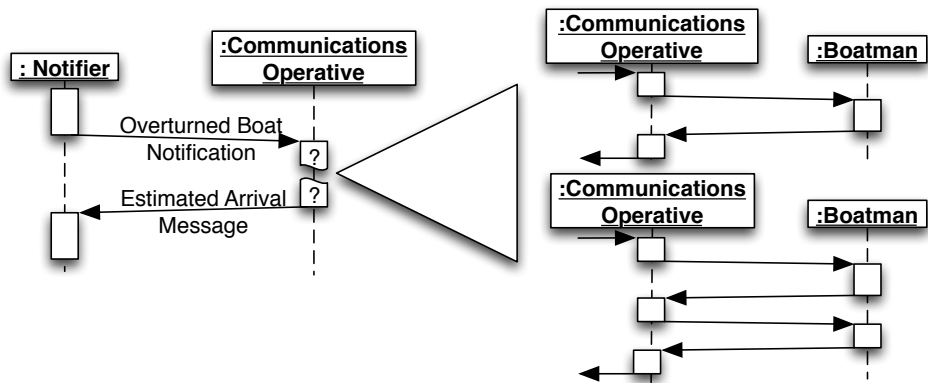 : Notifier
:Communications
Operative
Overturned Boat
Notification
?
?
Estimated Arrival
Message
:Communications
Operative
:Boatman
:Communications
Operative
:Boatman